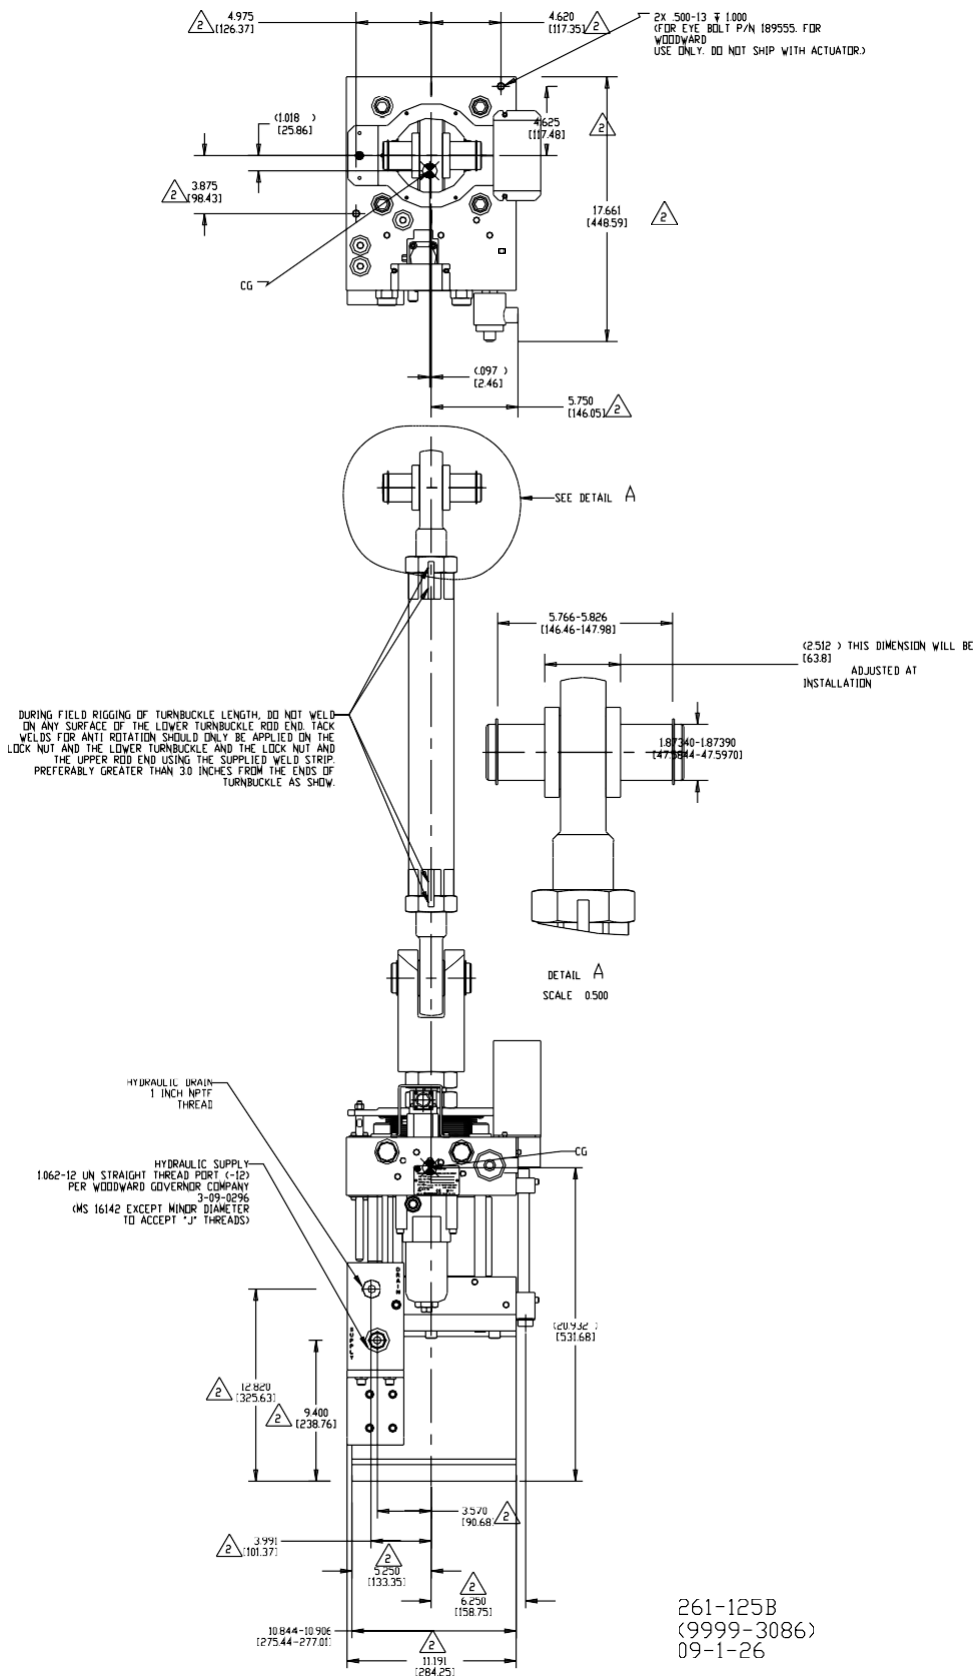 4.975
[126.37]
2
4.620
[117.35]
2
2X .500-13 ↧ 1.000
(FOR EYE BOLT P/N 189555. FOR
WOODWARD
USE ONLY. DO NOT SHIP WITH ACTUATOR.)
(1.018 )
[25.86]
4.625
[117.48]
2
2
3.875
[98.43]
17.661
[448.59]
2
CG
(.097 )
[2.46]
5.750
[146.05]
2
SEE DETAIL A
5.766-5.826
[146.46-147.98]
(2.512 ) THIS DIMENSION WILL BE
[63.8]
ADJUSTED AT
INSTALLATION
DURING FIELD RIGGING OF TURNBUCKLE LENGTH, DO NOT WELD
ON ANY SURFACE OF THE LOWER TURNBUCKLE ROD END. TACK
WELDS FOR ANTI ROTATION SHOULD ONLY BE APPLIED ON THE
LOCK NUT AND THE LOWER TURNBUCKLE AND THE LOCK NUT AND
THE UPPER ROD END USING THE SUPPLIED WELD STRIP.
PREFERABLY GREATER THAN 3.0 INCHES FROM THE ENDS OF
TURNBUCKLE AS SHOW.
1.87340-1.87390
[47.5844-47.5970]
DETAIL A
SCALE 0.500
HYDRAULIC DRAIN
1 INCH NPTF
THREAD
HYDRAULIC SUPPLY
1.062-12 UN STRAIGHT THREAD PORT (-12)
PER WOODWARD GOVERNOR COMPANY
3-09-0296
(MS 16142 EXCEPT MINOR DIAMETER
TO ACCEPT "J" THREADS)
CG
DRAIN
SUPPLY
(20.932 )
[531.68]
2
12.820
[325.63]
2
9.400
[238.76]
3.570
[90.68]
2
2
3.991
[101.37]
2
5.250
[133.35]
2
6.250
[158.75]
10.844-10.906
[275.44-277.01]
2
11.191
[284.25]
261-125B
(9999-3086)
09-1-26